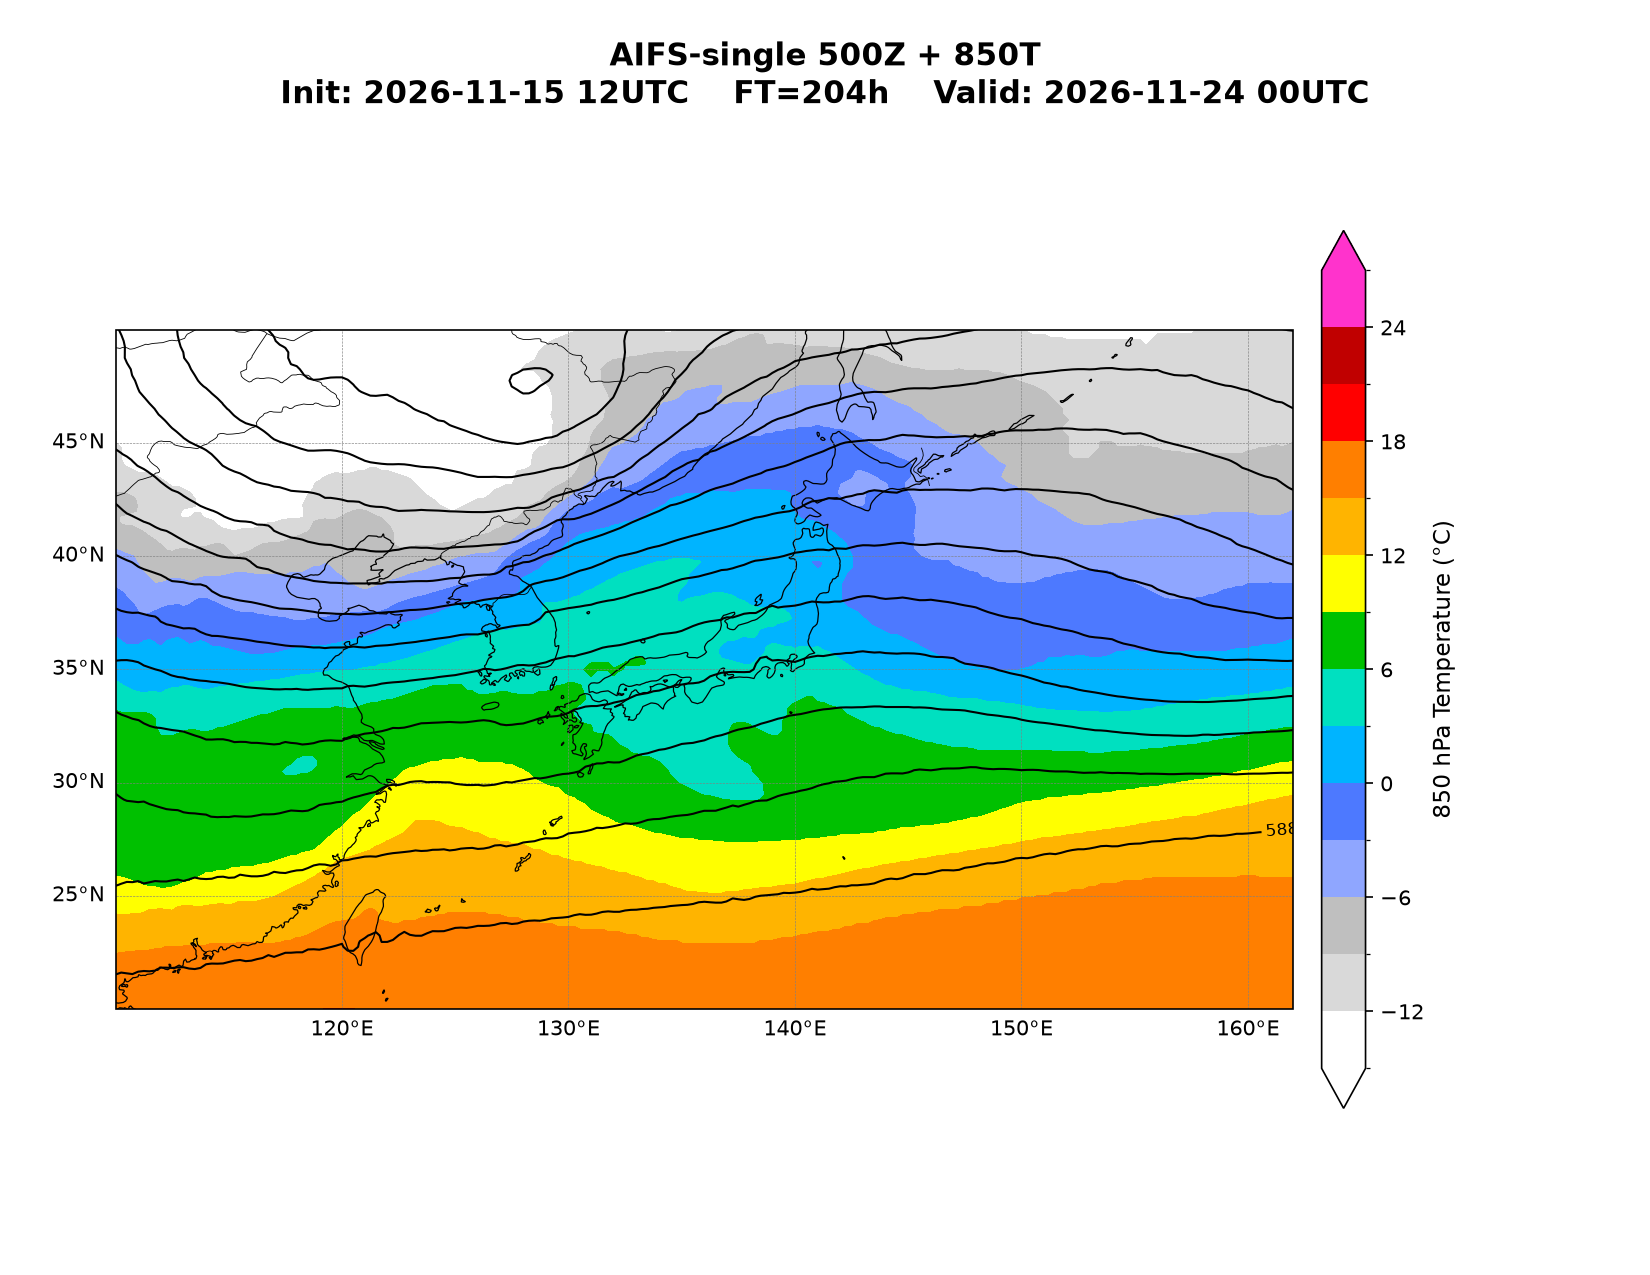 AIFS-single 500Z + 850T
Init: 2026-11-15 12UTC    FT=204h    Valid: 2026-11-24 00UTC
45°N
40°N
35°N
30°N
25°N
120°E
130°E
140°E
150°E
160°E
588
24
18
12
6
0
−6
−12
850 hPa Temperature (°C)